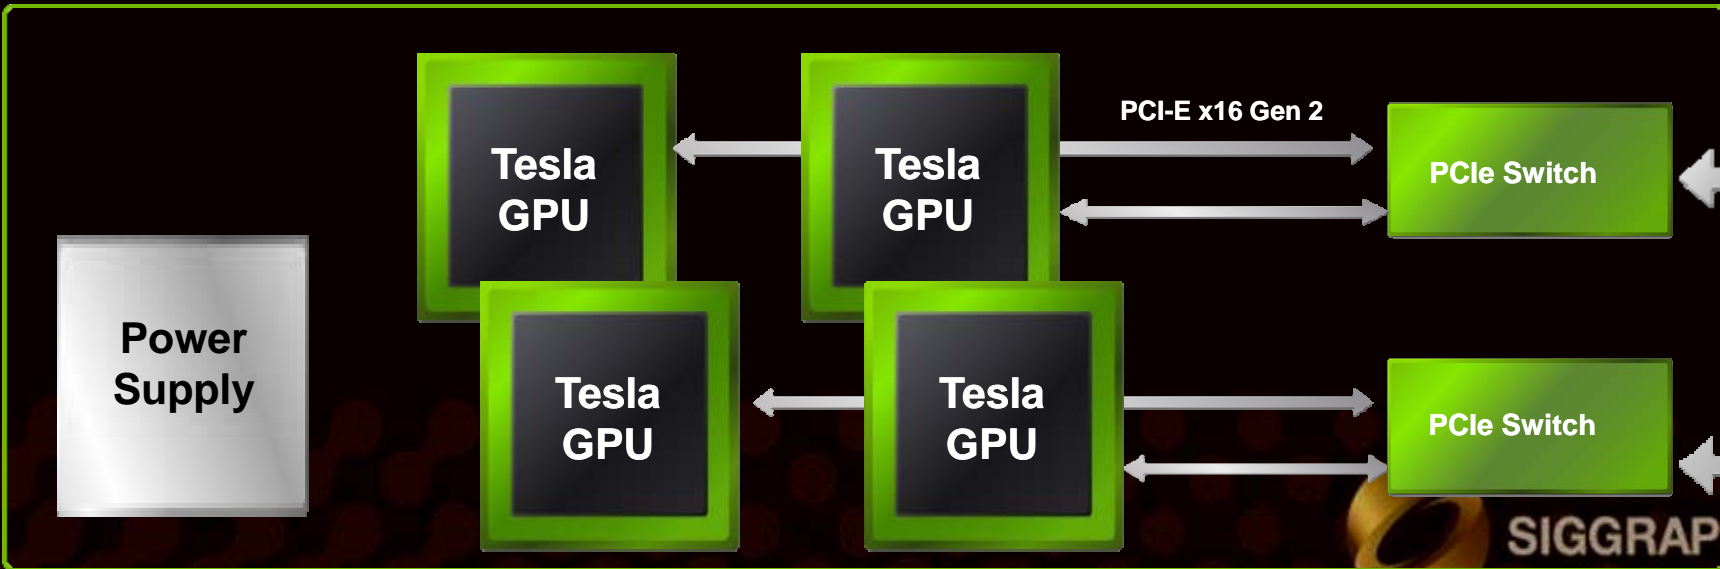 PCI-E x16 Gen 2
Tesla
GPU
Tesla
GPU
PCIe Switch
Power
Supply
Tesla
GPU
Tesla
GPU
PCIe Switch
SIGGRAP